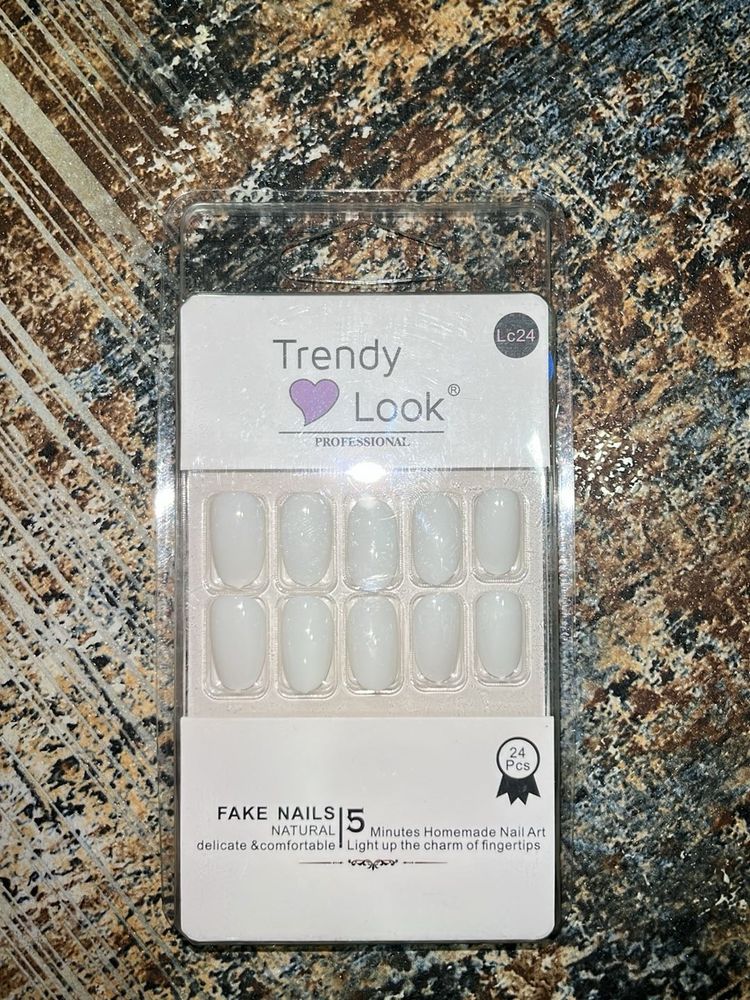 Lc24
Trendy
Look®
PROFESSIONAL
24
Pcs
FAKE NAILS
NATURAL
delicate &comfortable
5 Minutes Homemade Nail Art
Light up the charm of fingertips